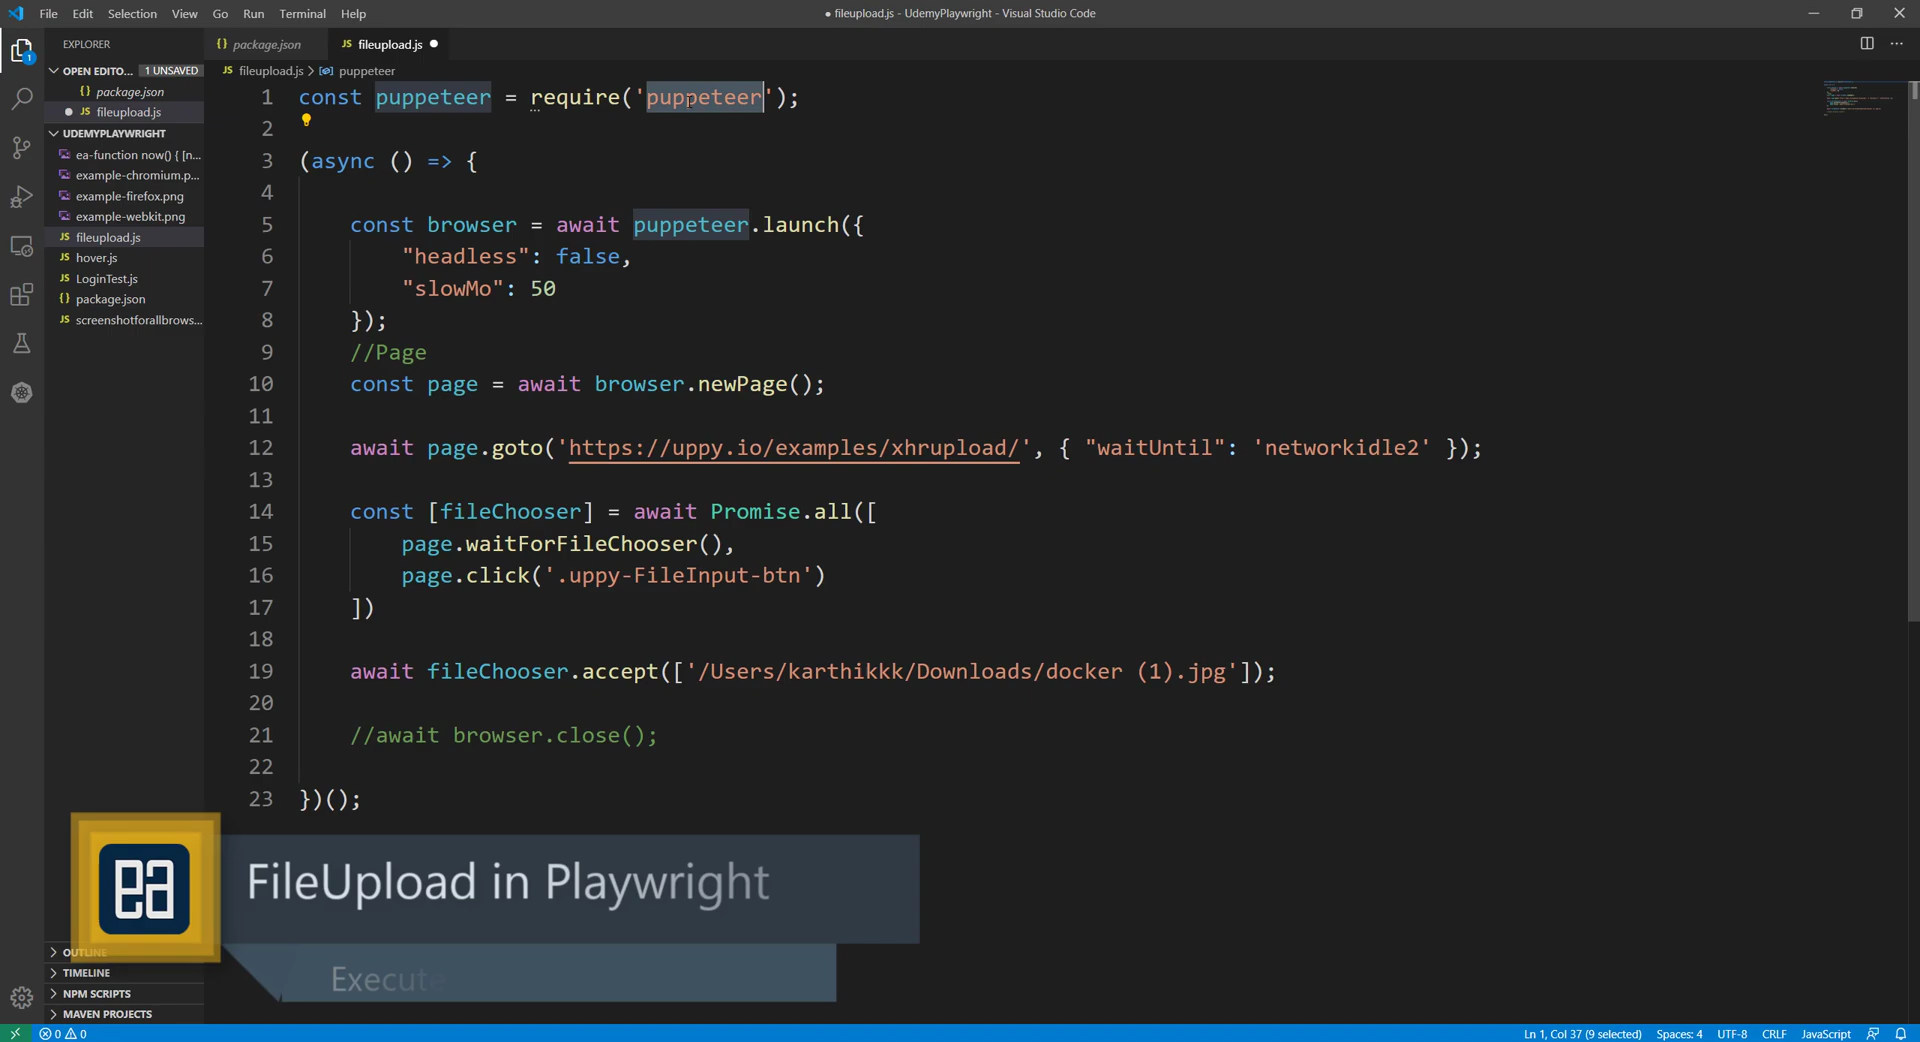 File Edit Selection View Go Run Terminal Help
● fileupload.js - UdemyPlaywright - Visual Studio Code
EXPLORER
OPEN EDITO... 1 UNSAVED
{} package.json
● JS fileupload.js
UDEMYPLAYWRIGHT
ea-function now() { [n...
example-chromium.p...
example-firefox.png
example-webkit.png
JS fileupload.js
JS hover.js
JS LoginTest.js
{} package.json
JS screenshotforallbrows...
OUTLINE
TIMELINE
NPM SCRIPTS
MAVEN PROJECTS
{} package.json JS fileupload.js ●
JS fileupload.js > puppeteer
1 const puppeteer = require('puppeteer');
2
3 (async () => {
4
5 const browser = await puppeteer.launch({
6 "headless": false,
7 "slowMo": 50
8 });
9 //Page
10 const page = await browser.newPage();
11
12 await page.goto('https://uppy.io/examples/xhrupload/', { "waitUntil": 'networkidle2' });
13
14 const [fileChooser] = await Promise.all([
15 page.waitForFileChooser(),
16 page.click('.uppy-FileInput-btn')
17 ])
18
19 await fileChooser.accept(['/Users/karthikkk/Downloads/docker (1).jpg']);
20
21 //await browser.close();
22
23 })();
ea
FileUpload in Playwright
Execute
1
0 0
Ln 1, Col 37 (9 selected) Spaces: 4 UTF-8 CRLF JavaScript